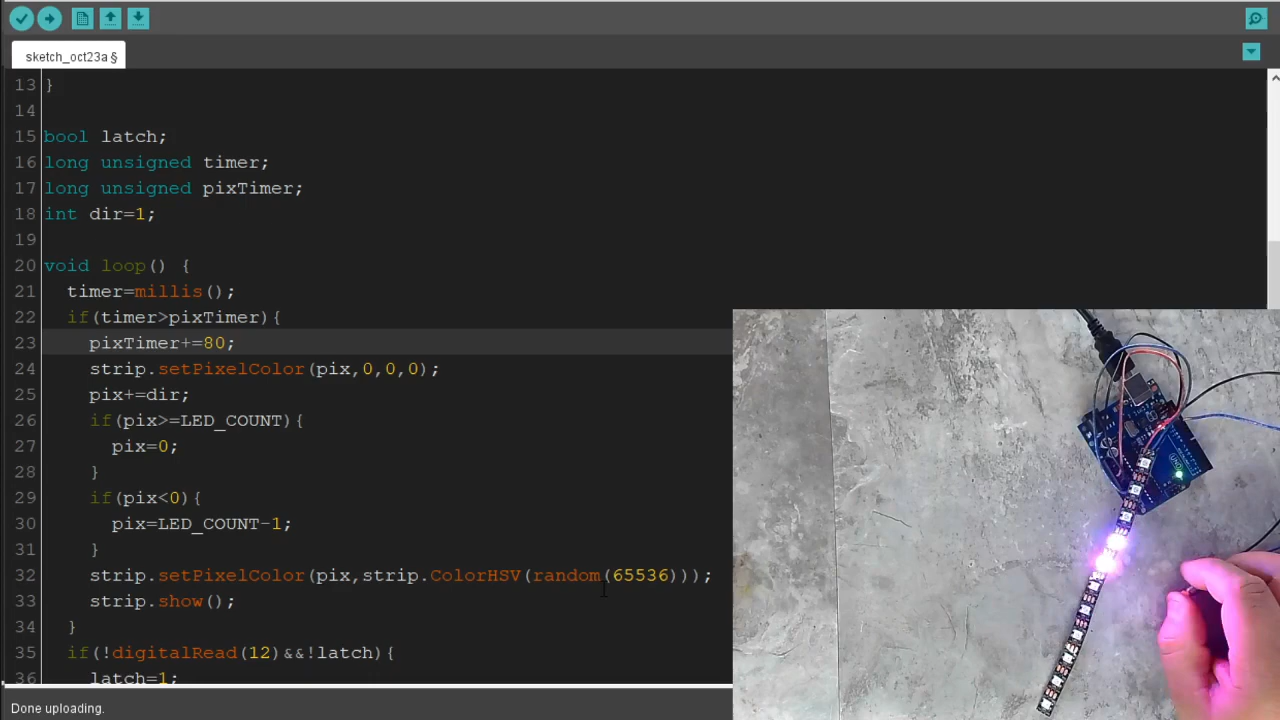 sketch_oct23a §
13 }
14
15 bool latch;
16 long unsigned timer;
17 long unsigned pixTimer;
18 int dir=1;
19
20 void loop() {
21 timer=millis();
22 if(timer>pixTimer){
23 pixTimer+=80;
24 strip.setPixelColor(pix,0,0,0);
25 pix+=dir;
26 if(pix>=LED_COUNT){
27 pix=0;
28 }
29 if(pix<0){
30 pix=LED_COUNT-1;
31 }
32 strip.setPixelColor(pix,strip.ColorHSV(random(65536)));
33 strip.show();
34 }
35 if(!digitalRead(12)&&!latch){
36 latch=1;
Done uploading.
UNO